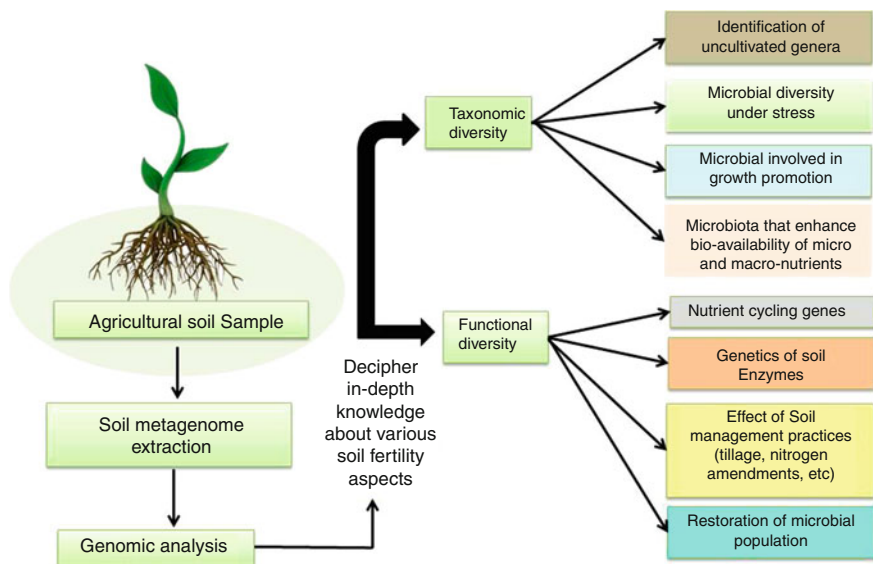 Agricultural soil Sample
Soil metagenome
extraction
Genomic analysis
Decipher
in-depth
knowledge
about various
soil fertility
aspects
Taxonomic
diversity
Identification of
uncultivated genera
Microbial diversity
under stress
Microbial involved in
growth promotion
Microbiota that enhance
bio-availability of micro
and macro-nutrients
Functional
diversity
Nutrient cycling genes
Genetics of soil
Enzymes
Effect of Soil
management practices
(tillage, nitrogen
amendments, etc)
Restoration of microbial
population